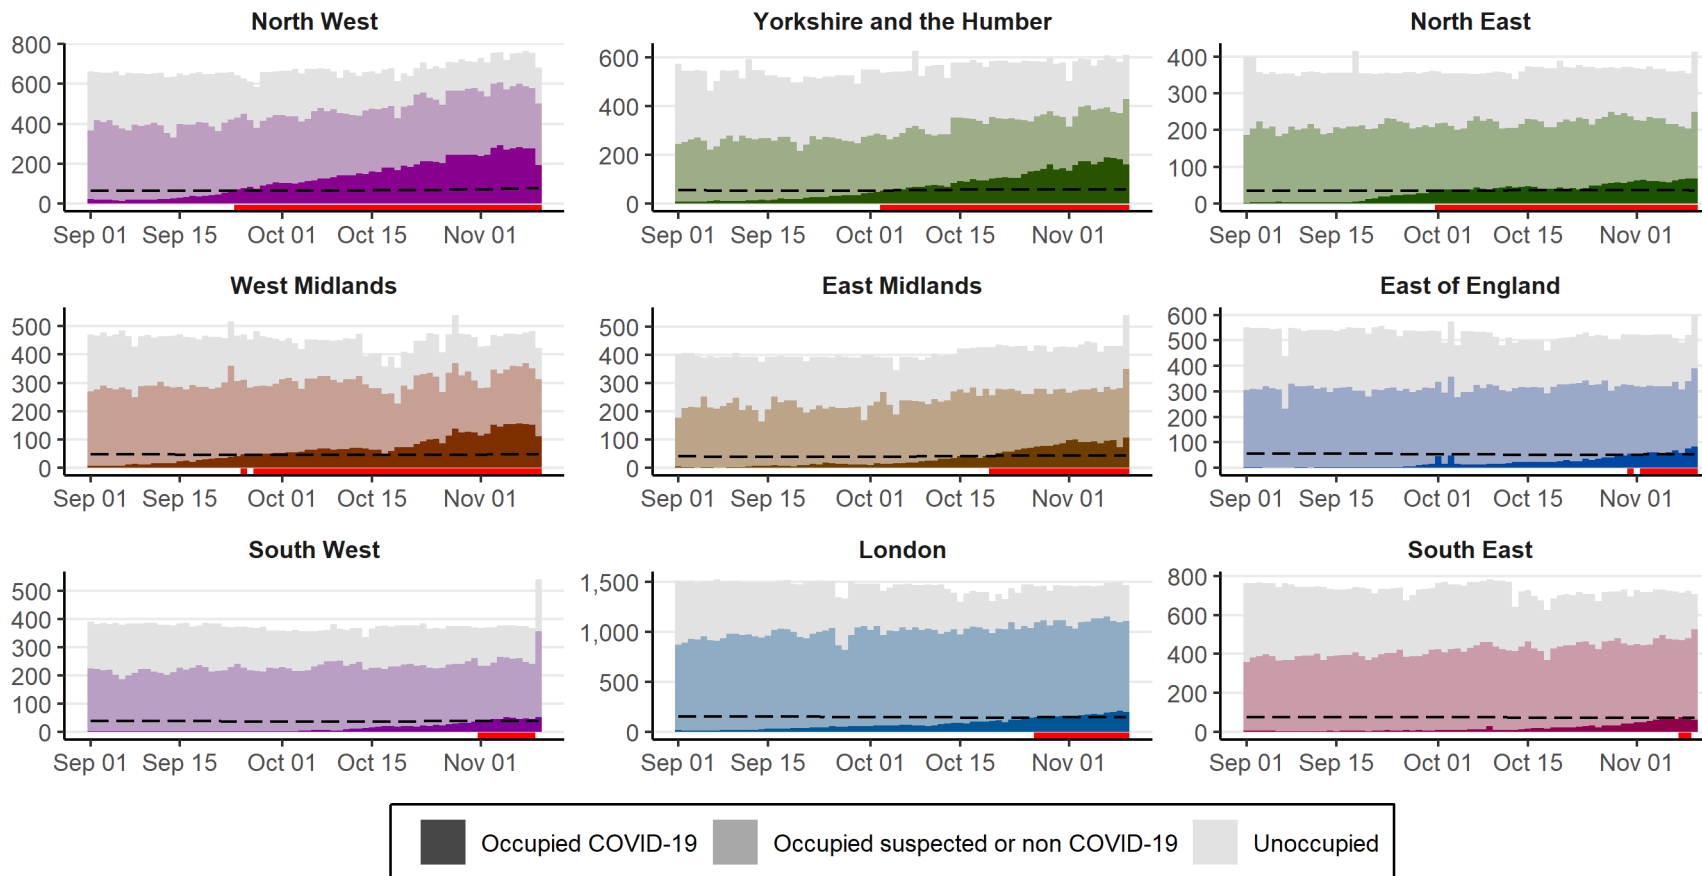 North West
Yorkshire and the Humber
North East
800
600
400
200
0
600
400
200
0
400
300
200
100
0
Sep 01 Sep 15 Oct 01 Oct 15 Nov 01
Sep 01 Sep 15 Oct 01 Oct 15 Nov 01
Sep 01 Sep 15 Oct 01 Oct 15 Nov 01
West Midlands
East Midlands
East of England
500
400
300
200
100
0
500
400
300
200
100
0
600
500
400
300
200
100
0
Sep 01 Sep 15 Oct 01 Oct 15 Nov 01
Sep 01 Sep 15 Oct 01 Oct 15 Nov 01
Sep 01 Sep 15 Oct 01 Oct 15 Nov 01
South West
London
South East
500
400
300
200
100
0
1,500
1,000
500
0
800
600
400
200
0
Sep 01 Sep 15 Oct 01 Oct 15 Nov 01
Sep 01 Sep 15 Oct 01 Oct 15 Nov 01
Sep 01 Sep 15 Oct 01 Oct 15 Nov 01
Occupied COVID-19 Occupied suspected or non COVID-19 Unoccupied